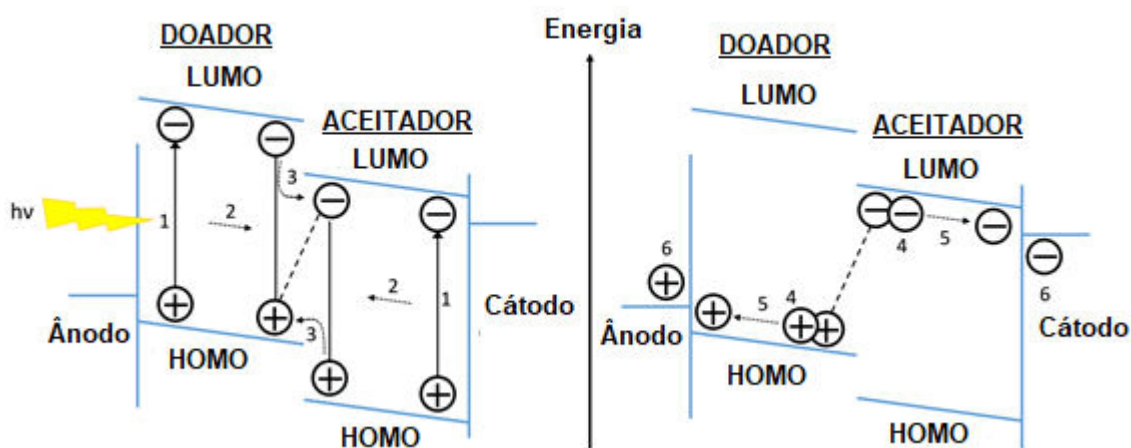 DOADOR
LUMO
ACEITADOR
LUMO
hν
1
2
3
2
1
3
Ânodo
HOMO
Cátodo
HOMO
Energia
DOADOR
LUMO
ACEITADOR
LUMO
4
5
6
6
5
4
Ânodo
HOMO
Cátodo
HOMO